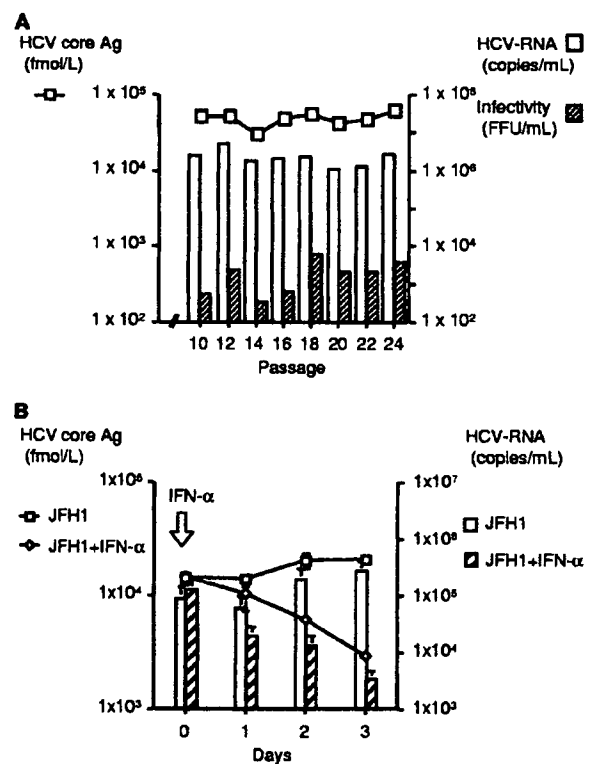 A
HCV core Ag
(fmol/L)
HCV-RNA
(copies/mL)
Infectivity
(FFU/mL)
1 x 10⁵
1 x 10⁴
1 x 10³
1 x 10²
1 x 10⁸
1 x 10⁶
1 x 10⁴
1 x 10²
10 12 14 16 18 20 22 24
Passage
B
HCV core Ag
(fmol/L)
HCV-RNA
(copies/mL)
JFH1
JFH1+IFN-α
IFN-α
JFH1
JFH1+IFN-α
1x10⁵
1x10⁴
1x10³
1x10⁷
1x10⁶
1x10⁵
1x10⁴
1x10³
0 1 2 3
Days